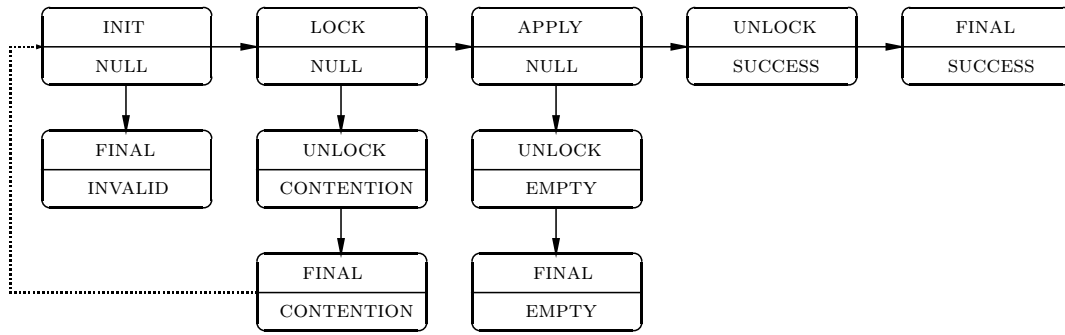 INIT
NULL
LOCK
NULL
APPLY
NULL
UNLOCK
SUCCESS
FINAL
SUCCESS
FINAL
INVALID
UNLOCK
CONTENTION
UNLOCK
EMPTY
FINAL
CONTENTION
FINAL
EMPTY